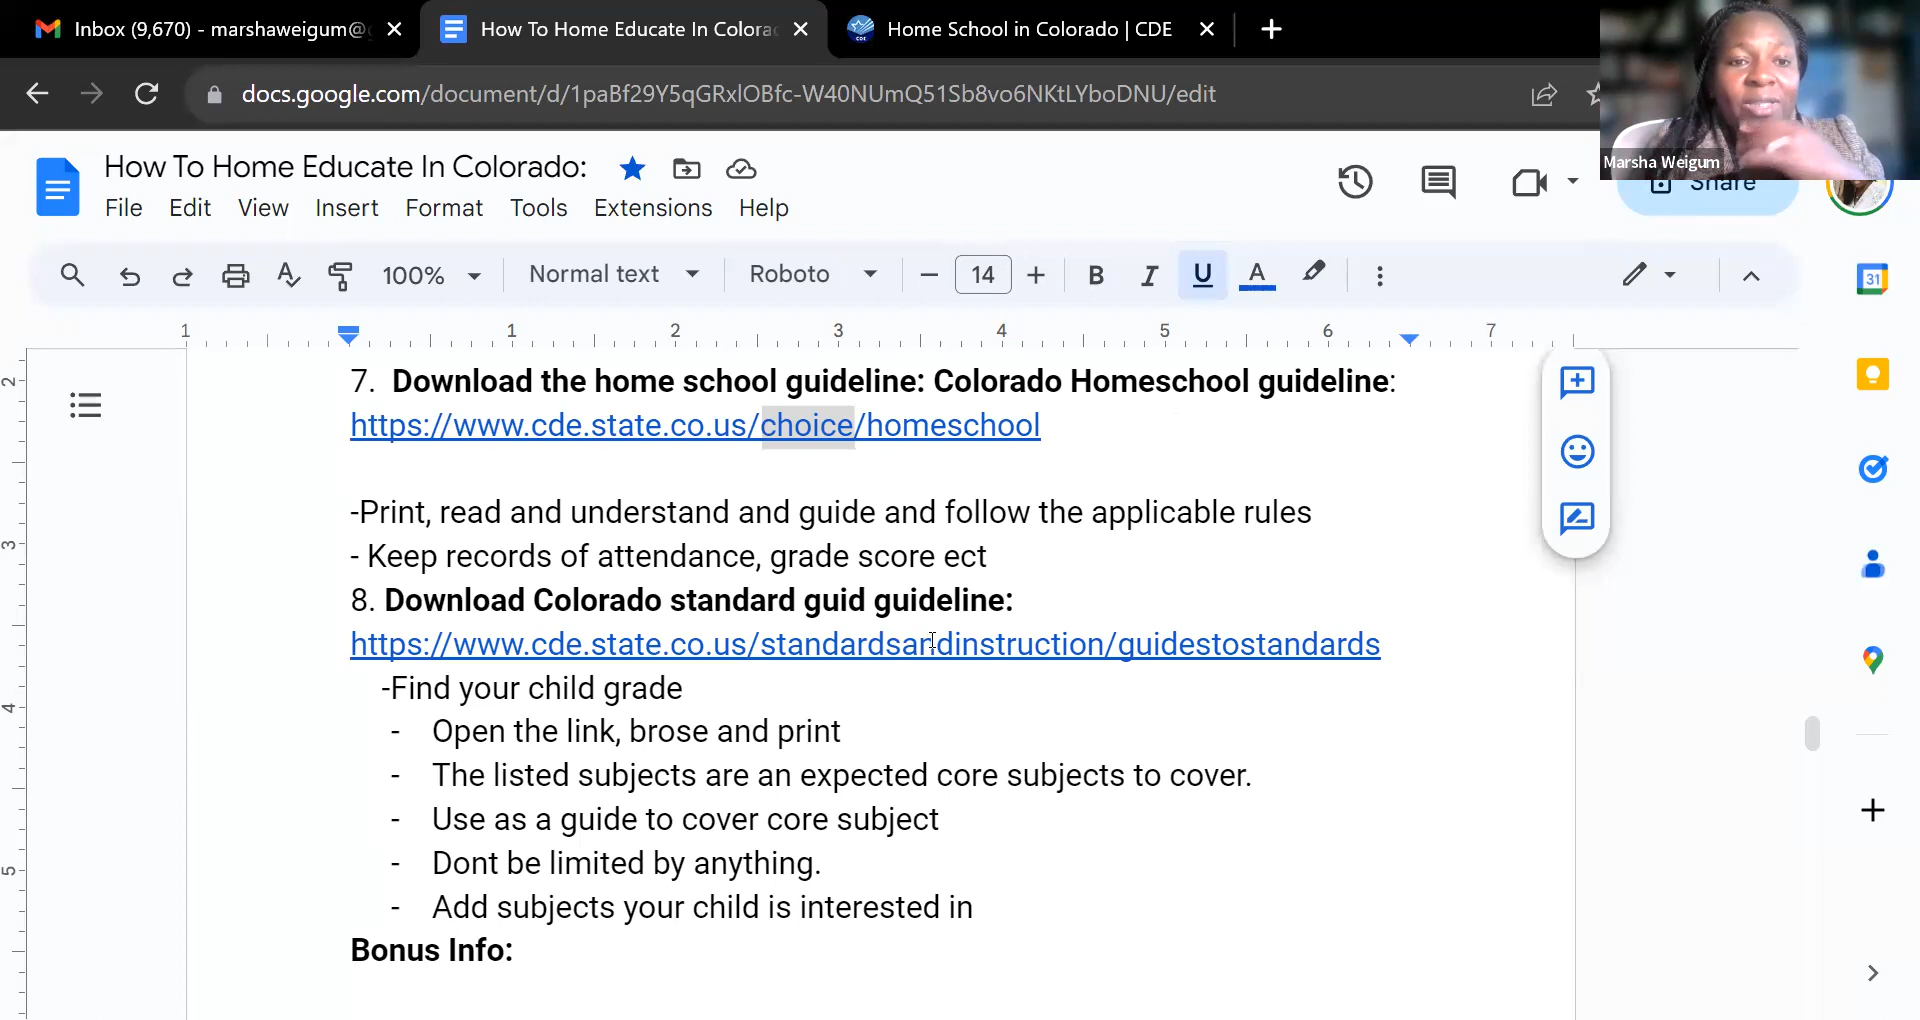 Inbox (9,670) - marshaweigum@
How To Home Educate In Colora
Home School in Colorado | CDE
docs.google.com/document/d/1paBf29Y5qGRxlOBfc-W40NUmQ51Sb8vo6NKtLYboDNU/edit
Marsha Weigum
How To Home Educate In Colorado:
File Edit View Insert Format Tools Extensions Help
Share
100% Normal text Roboto 14 B I U A
31
1 1 2 3 4 5 6 7
2
3
4
5
7. Download the home school guideline: Colorado Homeschool guideline:
https://www.cde.state.co.us/choice/homeschool
-Print, read and understand and guide and follow the applicable rules
- Keep records of attendance, grade score ect
8. Download Colorado standard guid guideline:
https://www.cde.state.co.us/standardsandinstruction/guidestostandards
-Find your child grade
- Open the link, brose and print
- The listed subjects are an expected core subjects to cover.
- Use as a guide to cover core subject
- Dont be limited by anything.
- Add subjects your child is interested in
Bonus Info: